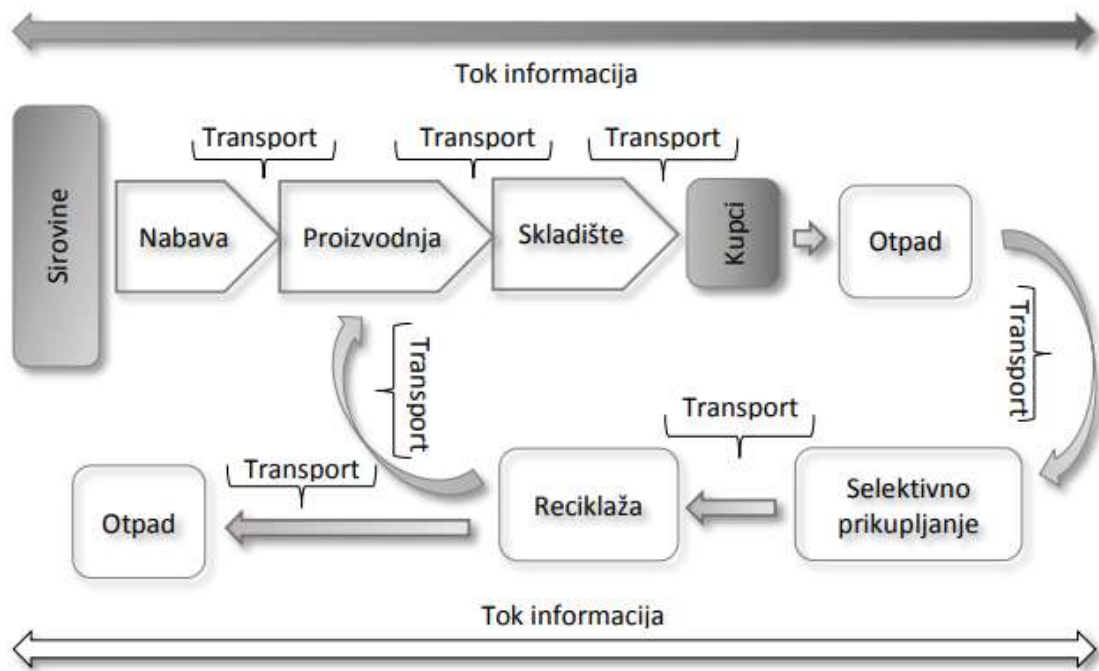 Tok informacija
Transport
Transport
Transport
Sirovine
Nabava
Proizvodnja
Skladište
Kupci
Otpad
Transport
Transport
Transport
Transport
Otpad
Reciklaža
Selektivno
prikupljanje
Tok informacija